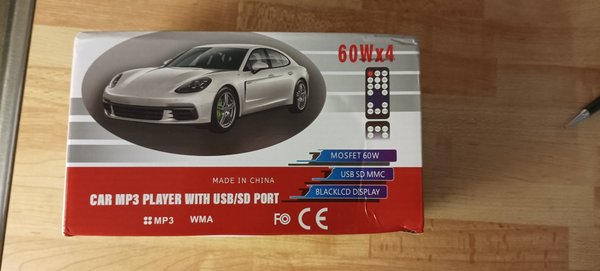 60Wx4
MOSFET 60W
USB SD MMC
BLACKLCD DISPLAY
MADE IN CHINA
CAR MP3 PLAYER WITH USB/SD PORT
MP3 WMA
FC CE